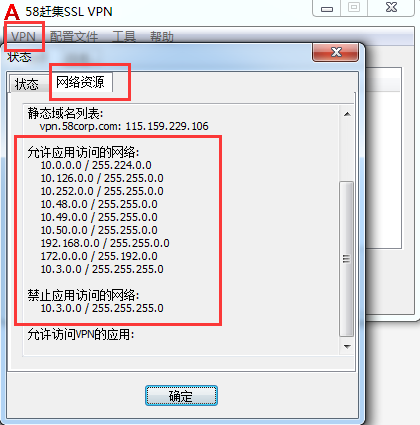 A 58赶集SSL VPN
VPN 配置文件 工具 帮助
状态
状态 网络资源
静态域名列表:
vpn.58corp.com: 115.159.229.106
允许应用访问的网络:
10.0.0.0 / 255.224.0.0
10.126.0.0 / 255.255.0.0
10.252.0.0 / 255.255.0.0
10.48.0.0 / 255.255.0.0
10.49.0.0 / 255.255.0.0
10.50.0.0 / 255.255.0.0
192.168.0.0 / 255.255.0.0
172.0.0.0 / 255.192.0.0
10.3.0.0 / 255.255.255.0
禁止应用访问的网络:
10.3.0.0 / 255.255.255.0
允许访问VPN的应用:
确定